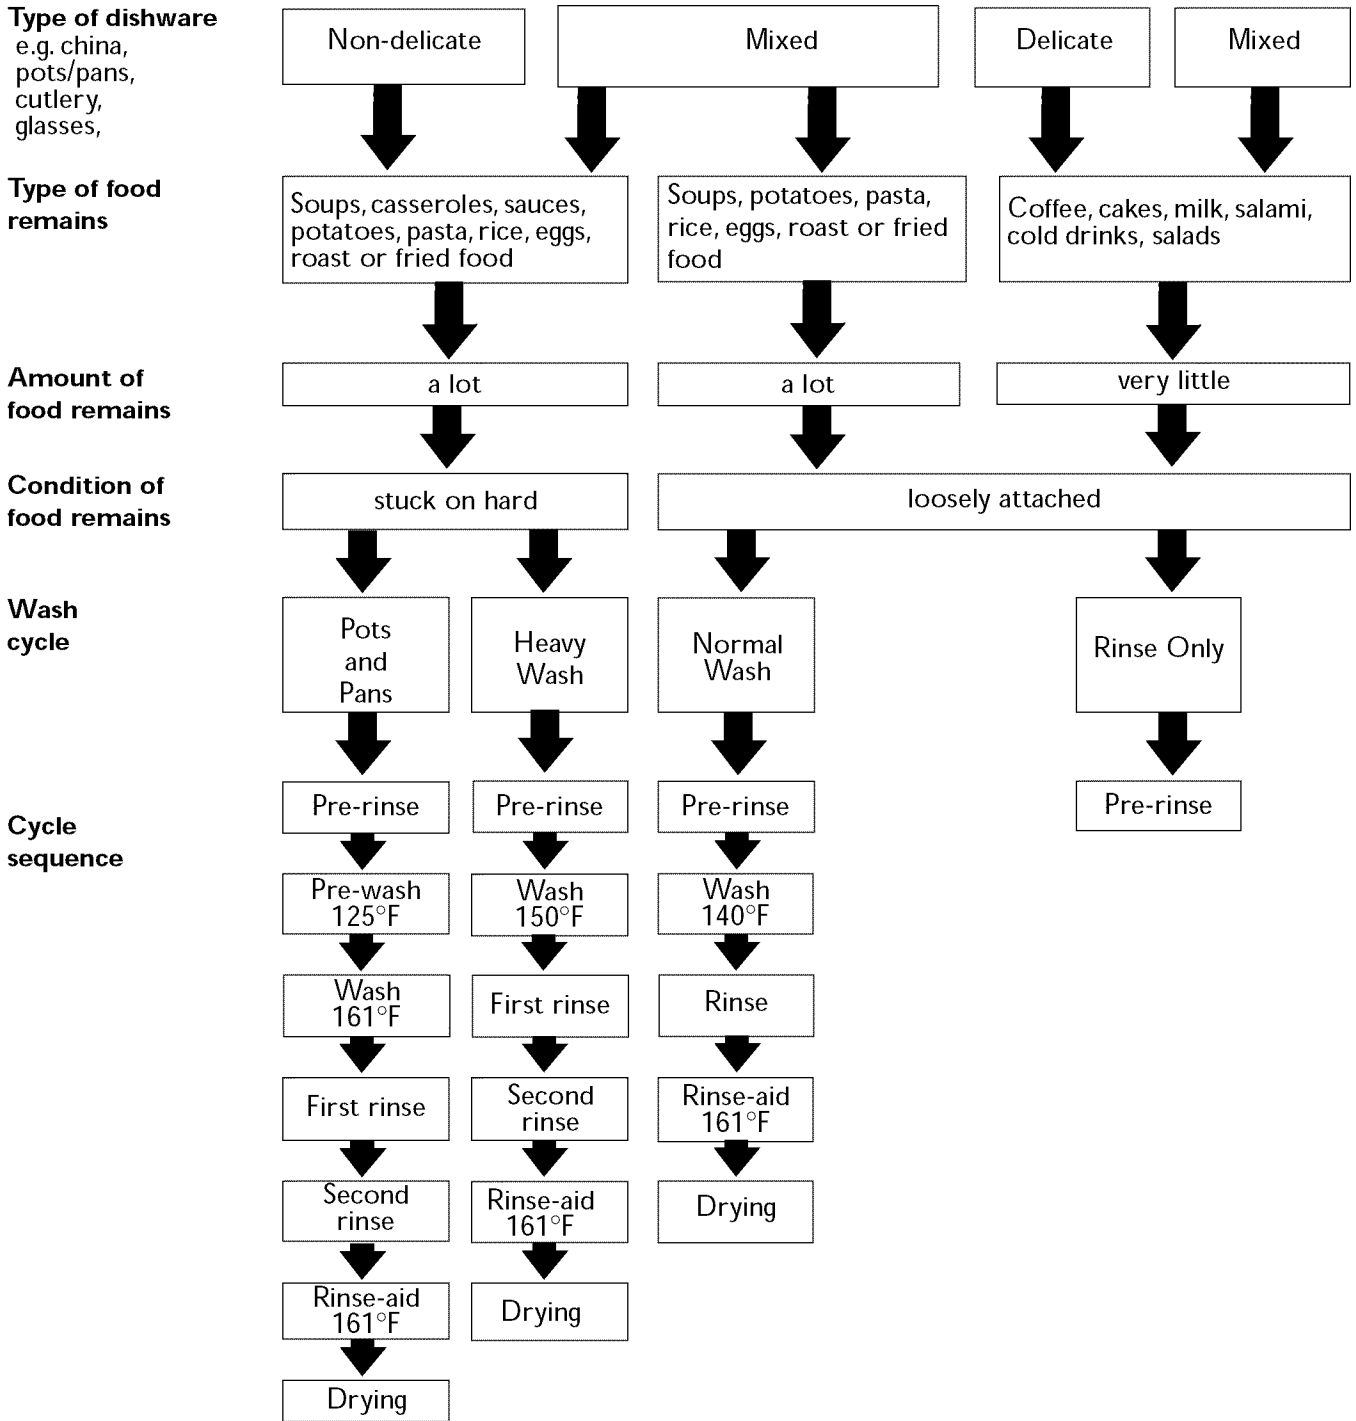 Type of dishware
e.g. china,
pots/pans,
cutlery,
glasses,
Non-delicate
Mixed
Delicate
Mixed
Type of food
remains
Soups, casseroles, sauces,
potatoes, pasta, rice, eggs,
roast or fried food
Soups, potatoes, pasta,
rice, eggs, roast or fried
food
Coffee, cakes, milk, salami,
cold drinks, salads
Amount of
food remains
a lot
a lot
very little
Condition of
food remains
stuck on hard
loosely attached
Wash
cycle
Pots
and
Pans
Heavy
Wash
Normal
Wash
Rinse Only
Cycle
sequence
Pre-rinse
Pre-wash
125°F
Wash
161°F
First rinse
Second
rinse
Rinse-aid
161°F
Drying
Pre-rinse
Wash
150°F
First rinse
Second
rinse
Rinse-aid
161°F
Drying
Pre-rinse
Wash
140°F
Rinse
Rinse-aid
161°F
Drying
Pre-rinse